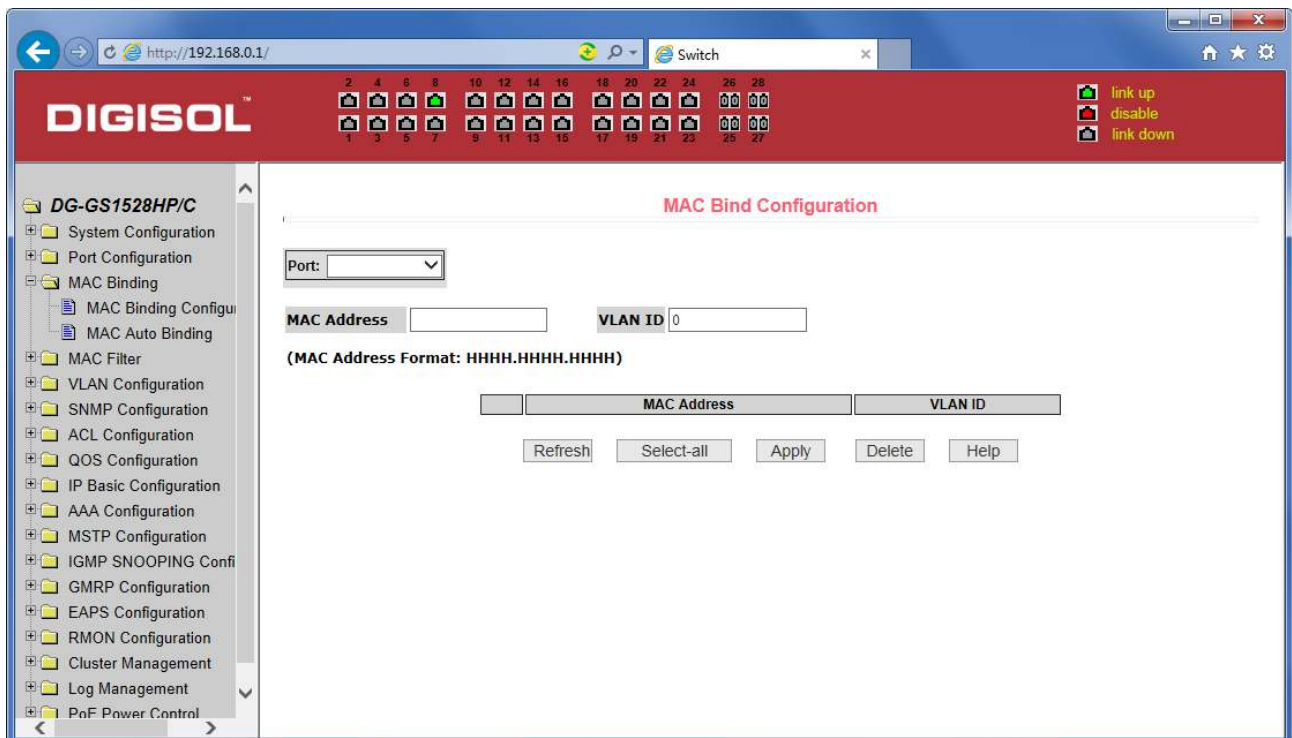 http://192.168.0.1/
Switch
DIGISOL™
2 4 6 8 10 12 14 16 18 20 22 24 26 28
1 3 5 7 9 11 13 15 17 19 21 23 25 27
link up
disable
link down
DG-GS1528HP/C
System Configuration
Port Configuration
MAC Binding
MAC Binding Configur
MAC Auto Binding
MAC Filter
VLAN Configuration
SNMP Configuration
ACL Configuration
QOS Configuration
IP Basic Configuration
AAA Configuration
MSTP Configuration
IGMP SNOOPING Confi
GMRP Configuration
EAPS Configuration
RMON Configuration
Cluster Management
Log Management
PoE Power Control
MAC Bind Configuration
Port:
MAC Address VLAN ID 0
(MAC Address Format: HHHH.HHHH.HHHH)
MAC Address VLAN ID
Refresh Select-all Apply Delete Help